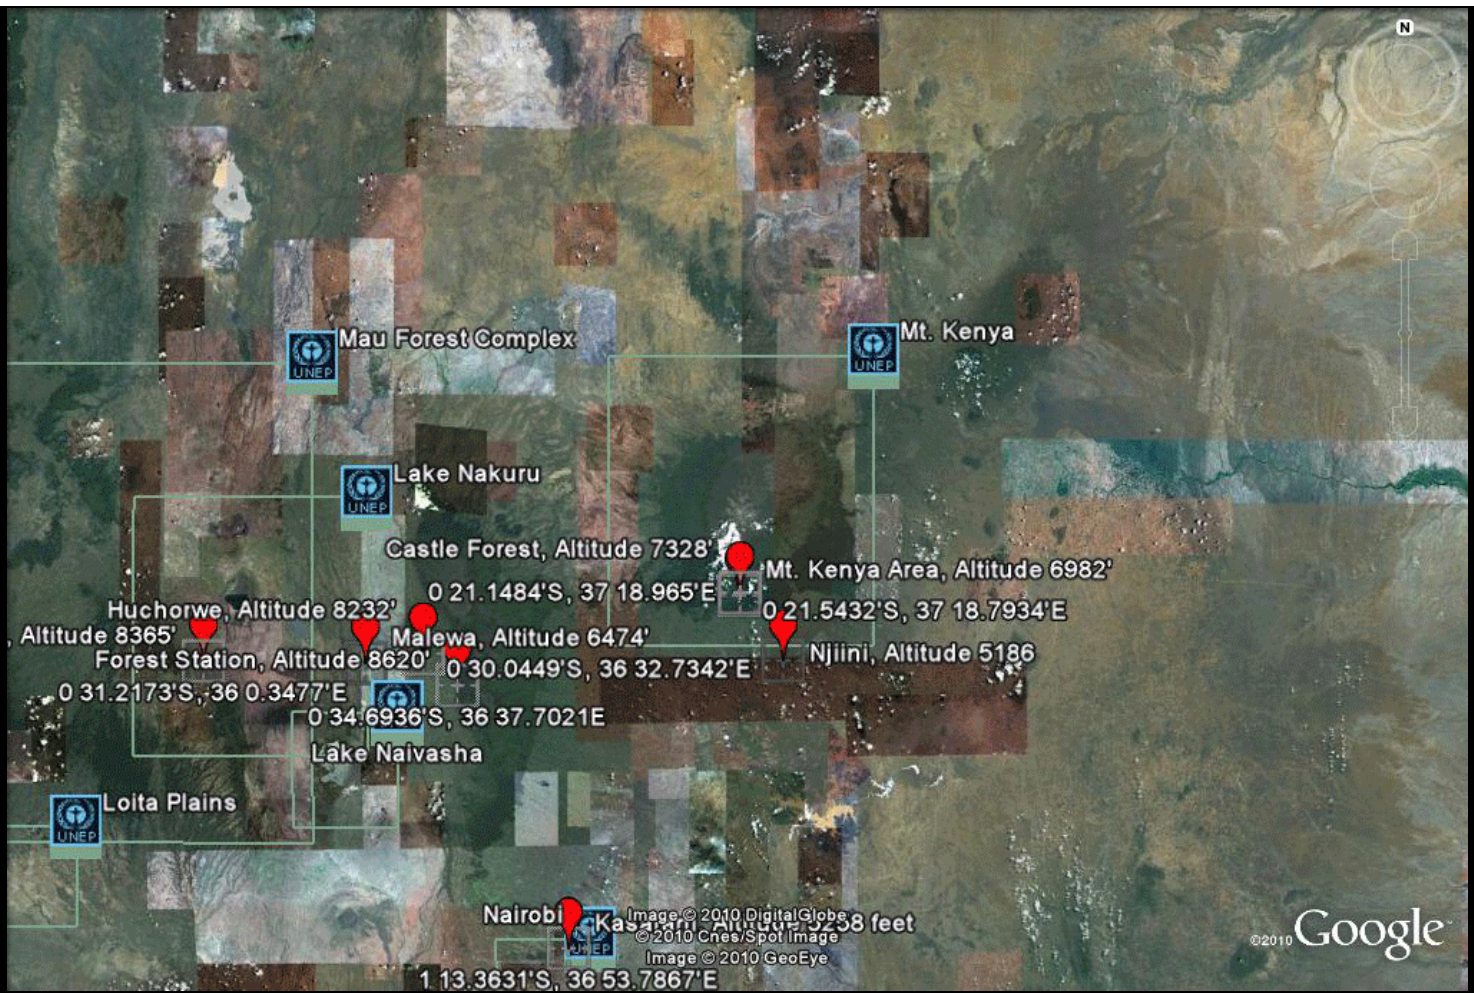 N
Mau Forest Complex
UNEP
Mt. Kenya
Lake Nakuru
UNEP
Castle Forest, Altitude 7328'
Mt. Kenya Area, Altitude 6982'
0 21.1484'S, 37 18.965'E
0 21.5432'S, 37 18.7934'E
Huchorwe, Altitude 8232'
, Altitude 8365'
Malewa, Altitude 6474'
Njiini, Altitude 5186
Forest Station, Altitude 8620'
0 30.0449'S, 36 32.7342'E
0 31.2173'S, 36 0.3477'E
0 34.6936'S, 36 37.7021E
Lake Naivasha
Loita Plains
UNEP
Nairobi
Kasarani, Altitude 5258 feet
UNEP
Image © 2010 DigitalGlobe
© 2010 Cnes/Spot Image
Image © 2010 GeoEye
©2010 Google
1 13.3631'S, 36 53.7867'E
UNEP